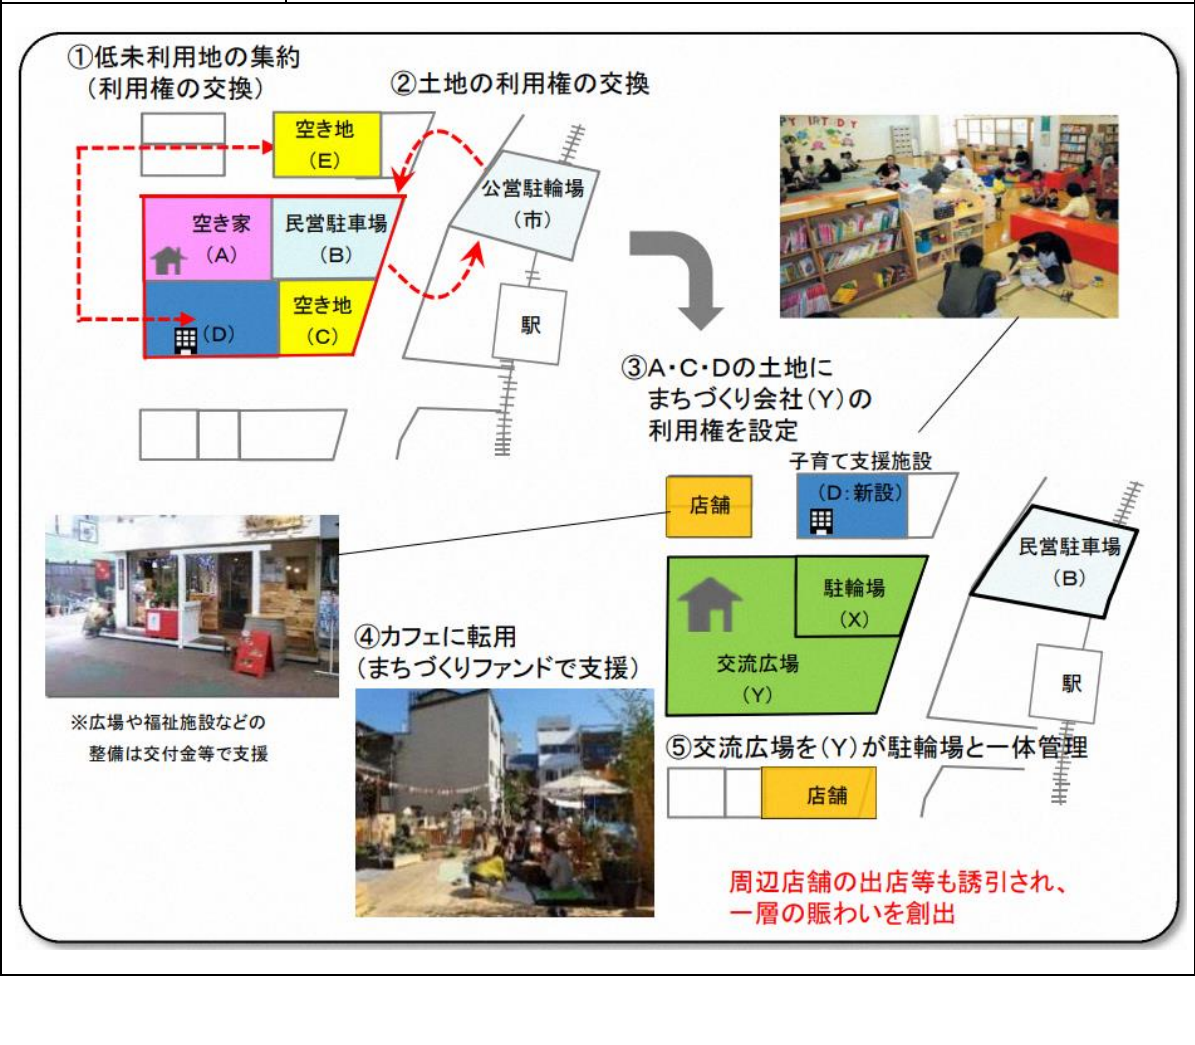 ①低未利用地の集約
（利用権の交換）
②土地の利用権の交換
空き地
（E）
公営駐輪場
（市）
空き家
（A）
民営駐車場
（B）
（D）
空き地
（C）
駅
③A・C・Dの土地に
まちづくり会社（Y）の
利用権を設定
子育て支援施設
（D：新設）
店舗
民営駐車場
（B）
駐輪場
（X）
交流広場
（Y）
駅
④カフェに転用
（まちづくりファンドで支援）
※広場や福祉施設などの
整備は交付金等で支援
⑤交流広場を（Y）が駐輪場と一体管理
店舗
周辺店舗の出店等も誘引され、
一層の賑わいを創出